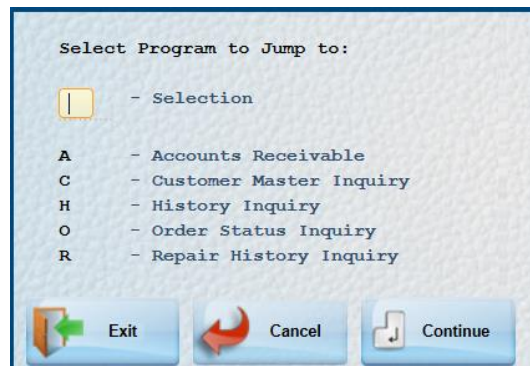 Select Program to Jump to:
- Selection
A - Accounts Receivable
C - Customer Master Inquiry
H - History Inquiry
O - Order Status Inquiry
R - Repair History Inquiry
Exit Cancel Continue